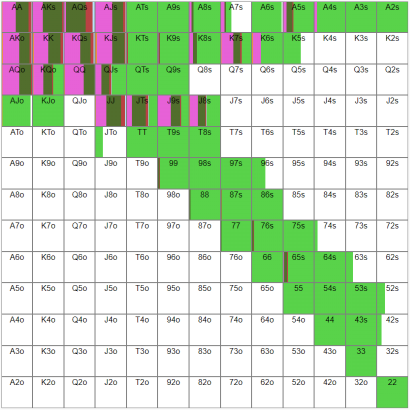 AA AKs AQs AJs ATs A9s A8s A7s A6s A5s A4s A3s A2s
AKo KK KQs KJs KTs K9s K8s K7s K6s K5s K4s K3s K2s
AQo KQo QQ QJs QTs Q9s Q8s Q7s Q6s Q5s Q4s Q3s Q2s
AJo KJo QJo JJ JTs J9s J8s J7s J6s J5s J4s J3s J2s
ATo KTo QTo JTo TT T9s T8s T7s T6s T5s T4s T3s T2s
A9o K9o Q9o J9o T9o 99 98s 97s 96s 95s 94s 93s 92s
A8o K8o Q8o J8o T8o 98o 88 87s 86s 85s 84s 83s 82s
A7o K7o Q7o J7o T7o 97o 87o 77 76s 75s 74s 73s 72s
A6o K6o Q6o J6o T6o 96o 86o 76o 66 65s 64s 63s 62s
A5o K5o Q5o J5o T5o 95o 85o 75o 65o 55 54s 53s 52s
A4o K4o Q4o J4o T4o 94o 84o 74o 64o 54o 44 43s 42s
A3o K3o Q3o J3o T3o 93o 83o 73o 63o 53o 43o 33 32s
A2o K2o Q2o J2o T2o 92o 82o 72o 62o 52o 42o 32o 22